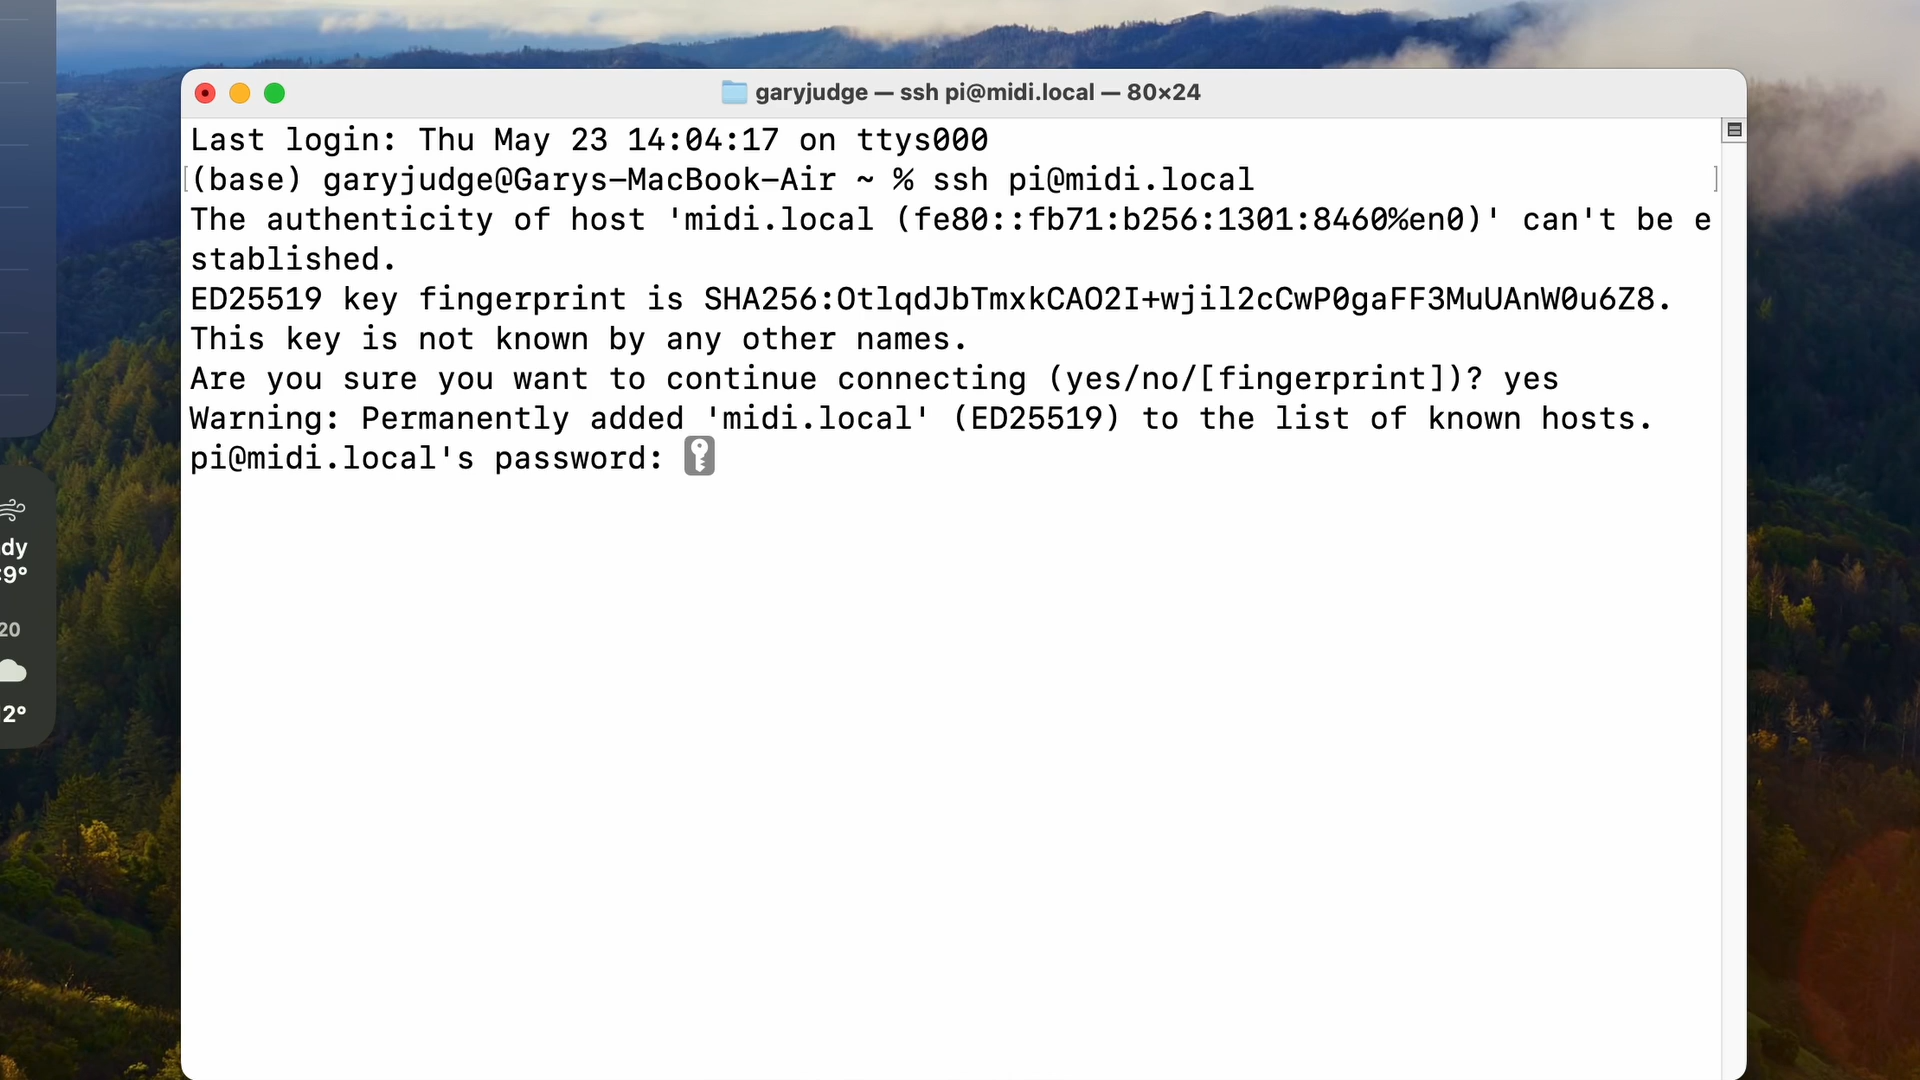 garyjudge — ssh pi@midi.local — 80×24
Last login: Thu May 23 14:04:17 on ttys000
[(base) garyjudge@Garys-MacBook-Air ~ % ssh pi@midi.local ]
The authenticity of host 'midi.local (fe80::fb71:b256:1301:8460%en0)' can't be e
stablished.
ED25519 key fingerprint is SHA256:OtlqdJbTmxkCAO2I+wjil2cCwP0gaFF3MuUAnW0u6Z8.
This key is not known by any other names.
Are you sure you want to continue connecting (yes/no/[fingerprint])? yes
Warning: Permanently added 'midi.local' (ED25519) to the list of known hosts.
pi@midi.local's password:
dy
9°
20
2°